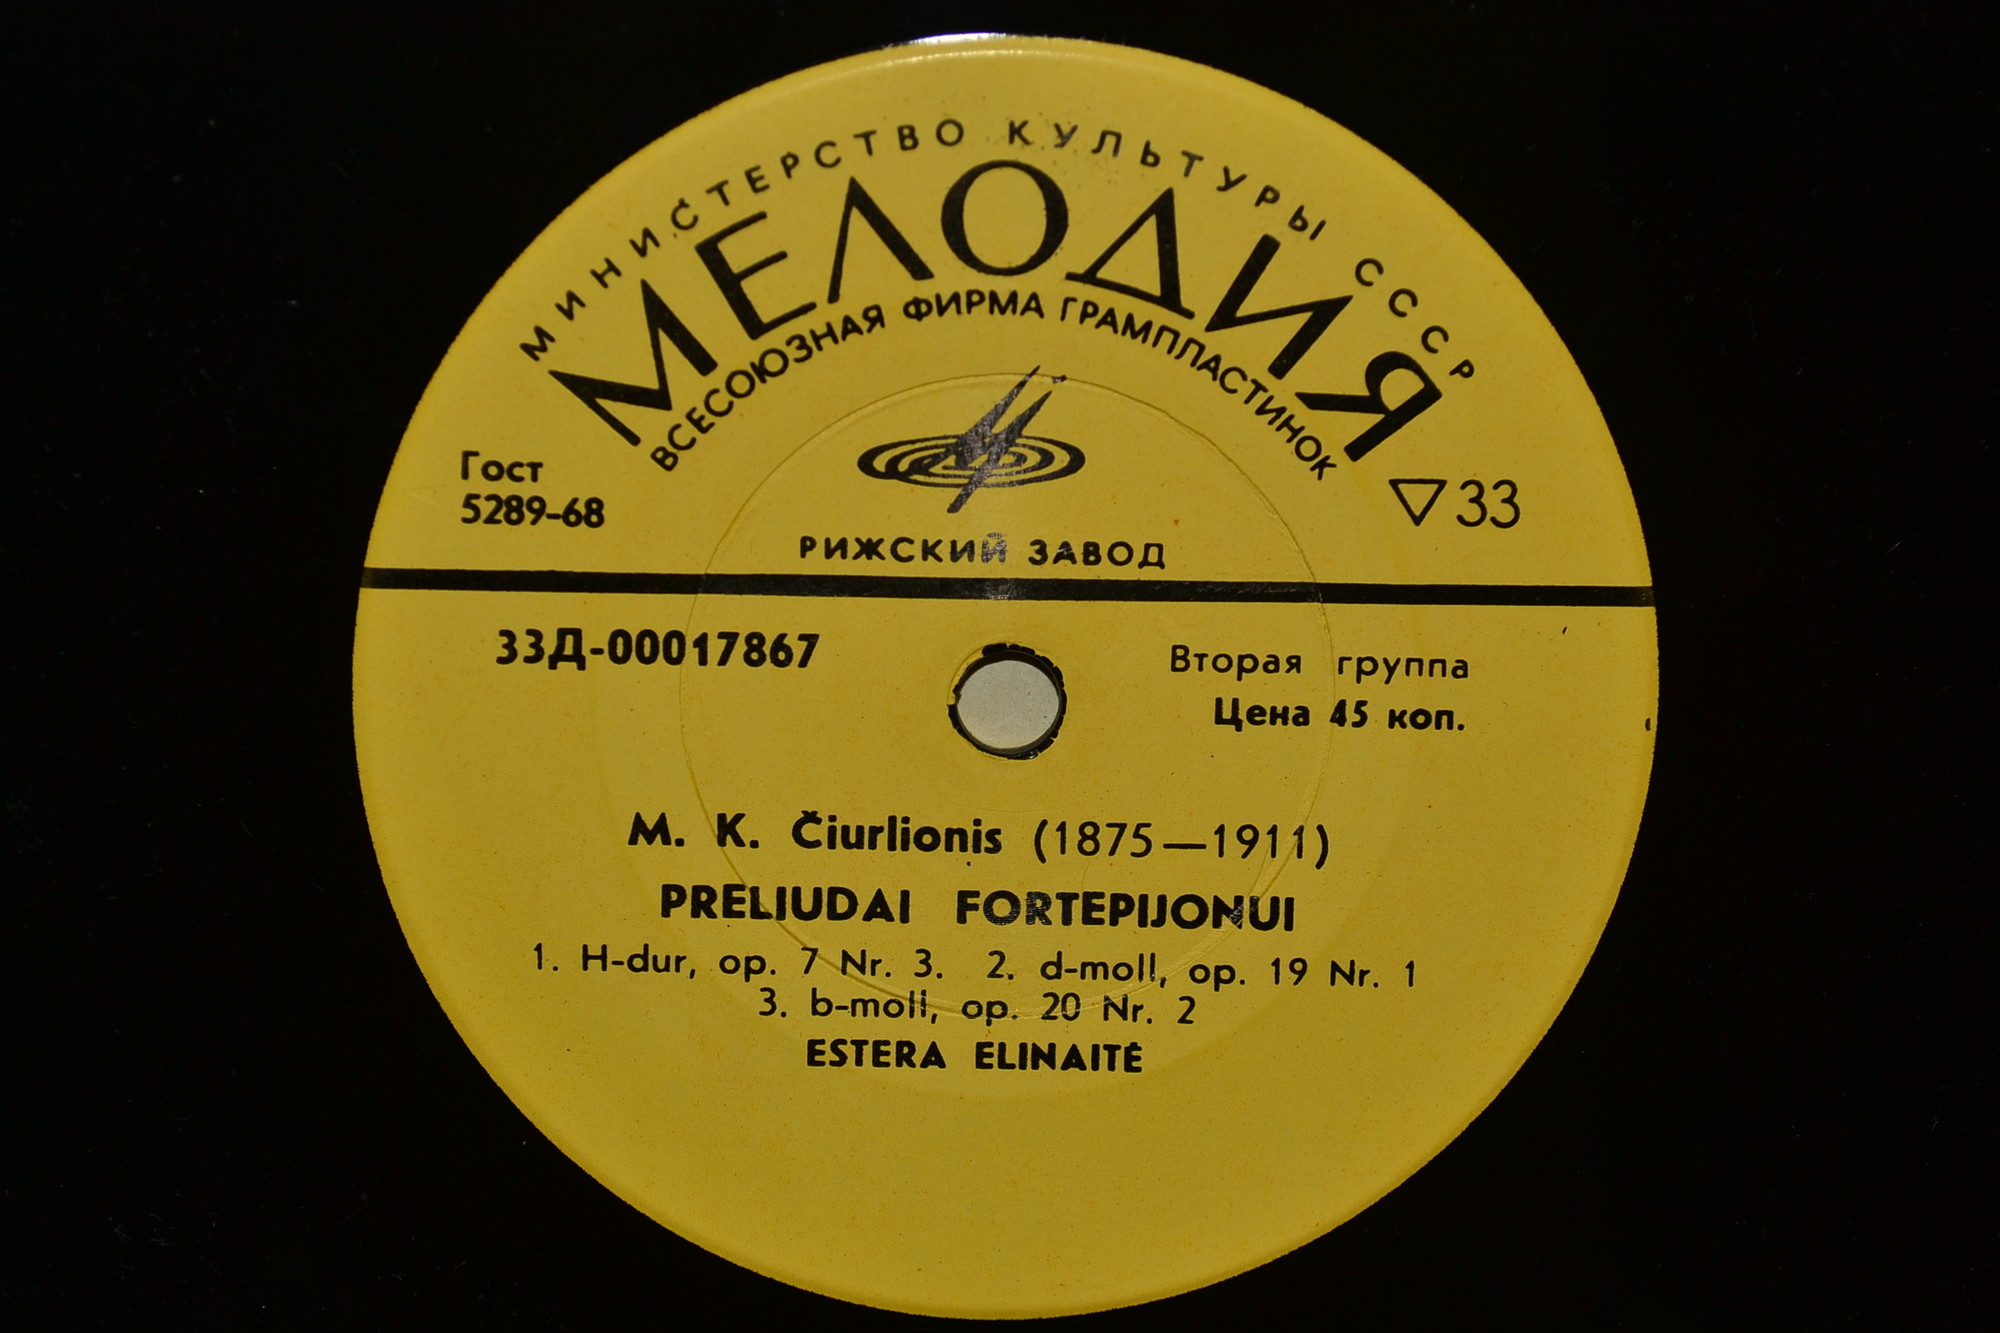 МИНИСТЕРСТВО КУЛЬТУРЫ СССР
МЕЛОДИЯ
ВСЕСОЮЗНАЯ ФИРМА ГРАМПЛАСТИНОК
Гост
5289-68
▽33
РИЖСКИЙ ЗАВОД
33Д-00017867
Вторая группа
Цена 45 коп.
M. K. Čiurlionis (1875—1911)
PRELIUDAI FORTEPIJONUI
1. H-dur, op. 7 Nr. 3. 2. d-moll, op. 19 Nr. 1
3. b-moll, op. 20 Nr. 2
ESTERA ELINAITĖ